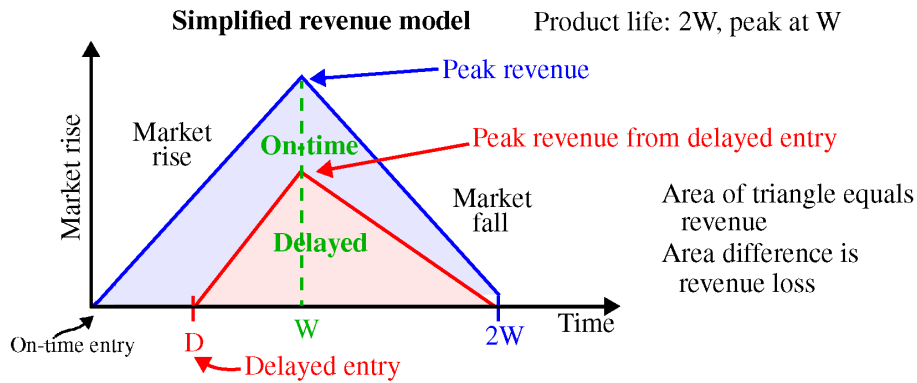 Simplified revenue model
Product life: 2W, peak at W
Peak revenue
Market rise
Market
rise
On-time
Peak revenue from delayed entry
Market
fall
Area of triangle equals
revenue
Area difference is
revenue loss
Delayed
D
W
2W
Time
On-time entry
Delayed entry